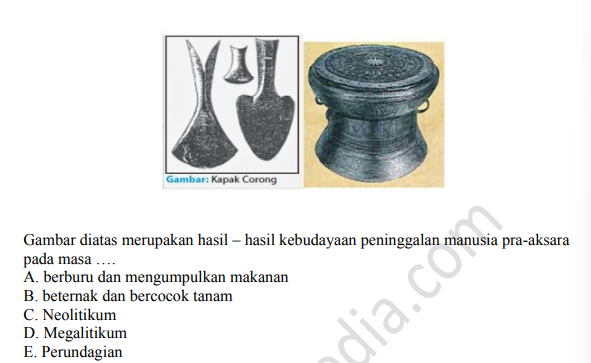 Gambar: Kapak Corong
Gambar diatas merupakan hasil – hasil kebudayaan peninggalan manusia pra-aksara
pada masa ….
A. berburu dan mengumpulkan makanan
B. beternak dan bercocok tanam
C. Neolitikum
D. Megalitikum
E. Perundagian
dia.com